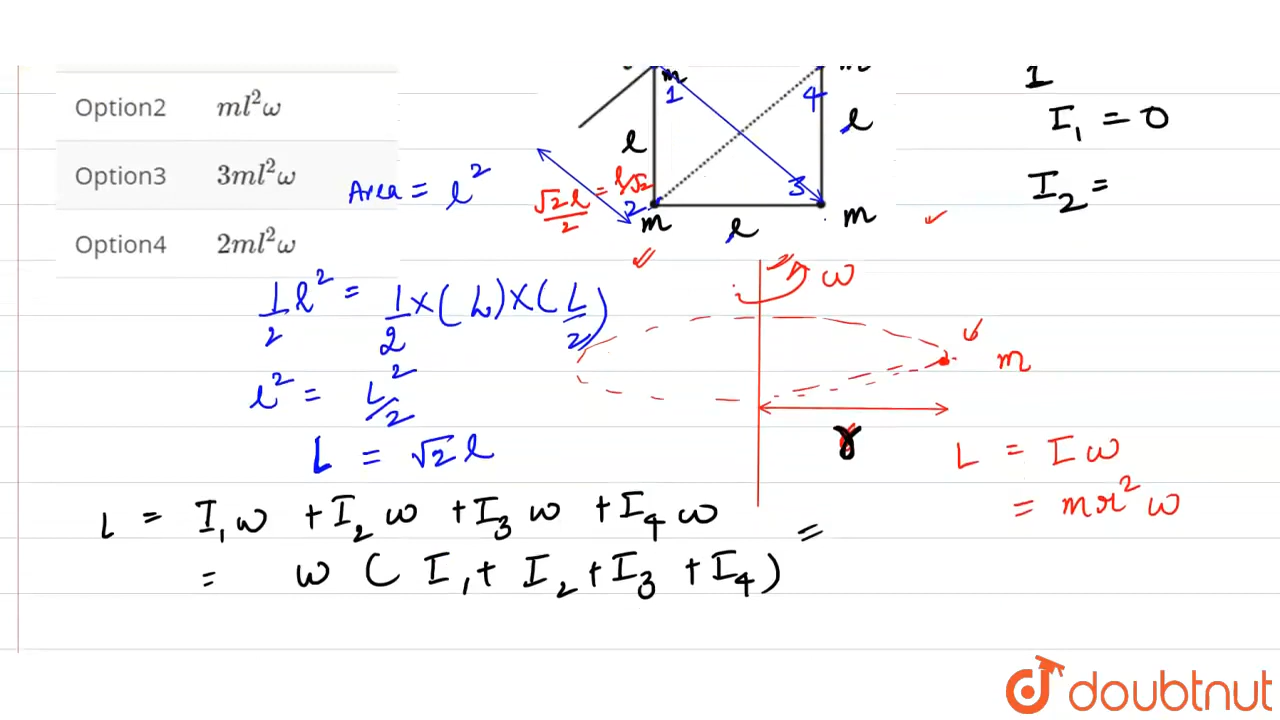 m
1
4
I
I₁ = 0
l
l
Option2 ml²ω
Option3 3ml²ω
Area = l²
√2l/2 = l/√2
2
3
I₂ =
m
l
m
Option4 2ml²ω
ω
1/2 l² = 1/2 × (L) × (L/2)
m
l² = L²/2
r
L = √2 l
L = Iω
= mr²ω
L = I₁ω + I₂ω + I₃ω + I₄ω =
= ω (I₁ + I₂ + I₃ + I₄)
doubtnut